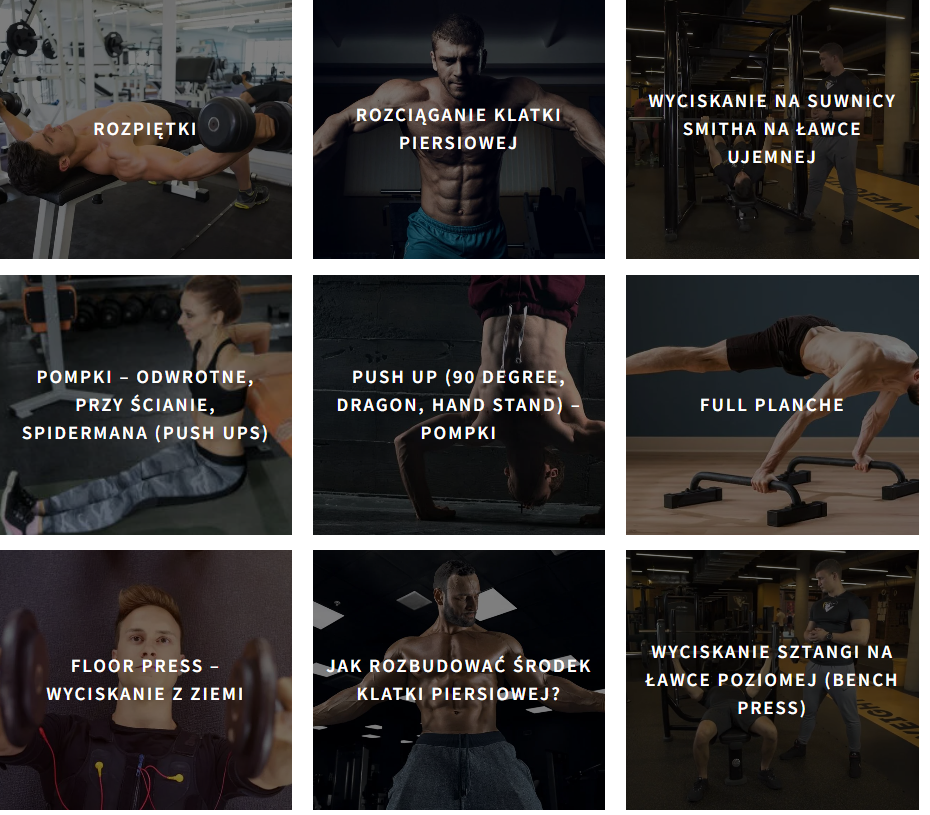 ROZPIĘTKI
ROZCIĄGANIE KLATKI
PIERSIOWEJ
WYCISKANIE NA SUWNICY
SMITHA NA ŁAWCE
UJEMNEJ
POMPKI – ODWROTNE,
PRZY ŚCIANIE,
SPIDERMANA (PUSH UPS)
PUSH UP (90 DEGREE,
DRAGON, HAND STAND) –
POMPKI
FULL PLANCHE
FLOOR PRESS –
WYCISKANIE Z ZIEMI
JAK ROZBUDOWAĆ ŚRODEK
KLATKI PIERSIOWEJ?
WYCISKANIE SZTANGI NA
ŁAWCE POZIOMEJ (BENCH
PRESS)